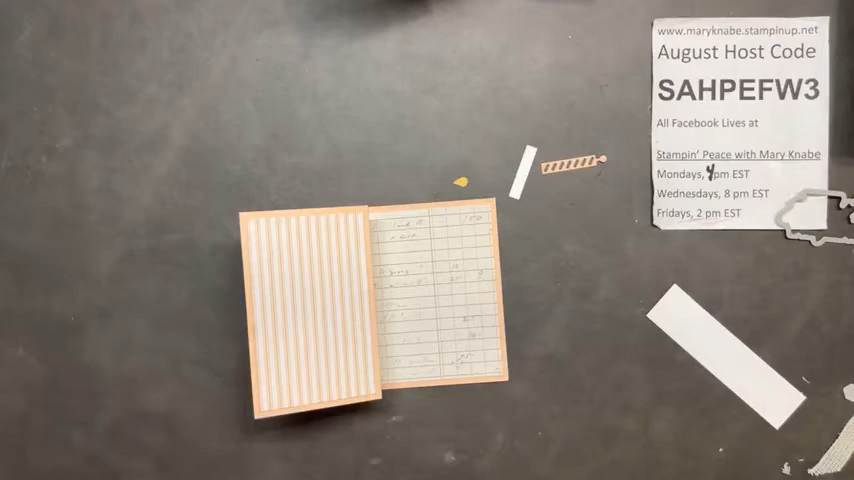 www.maryknabe.stampinup.net
August Host Code
SAHPEFW3
All Facebook Lives at
Stampin' Peace with Mary Knabe
Mondays, 4pm EST
Wednesdays, 8 pm EST
Fridays, 2 pm EST